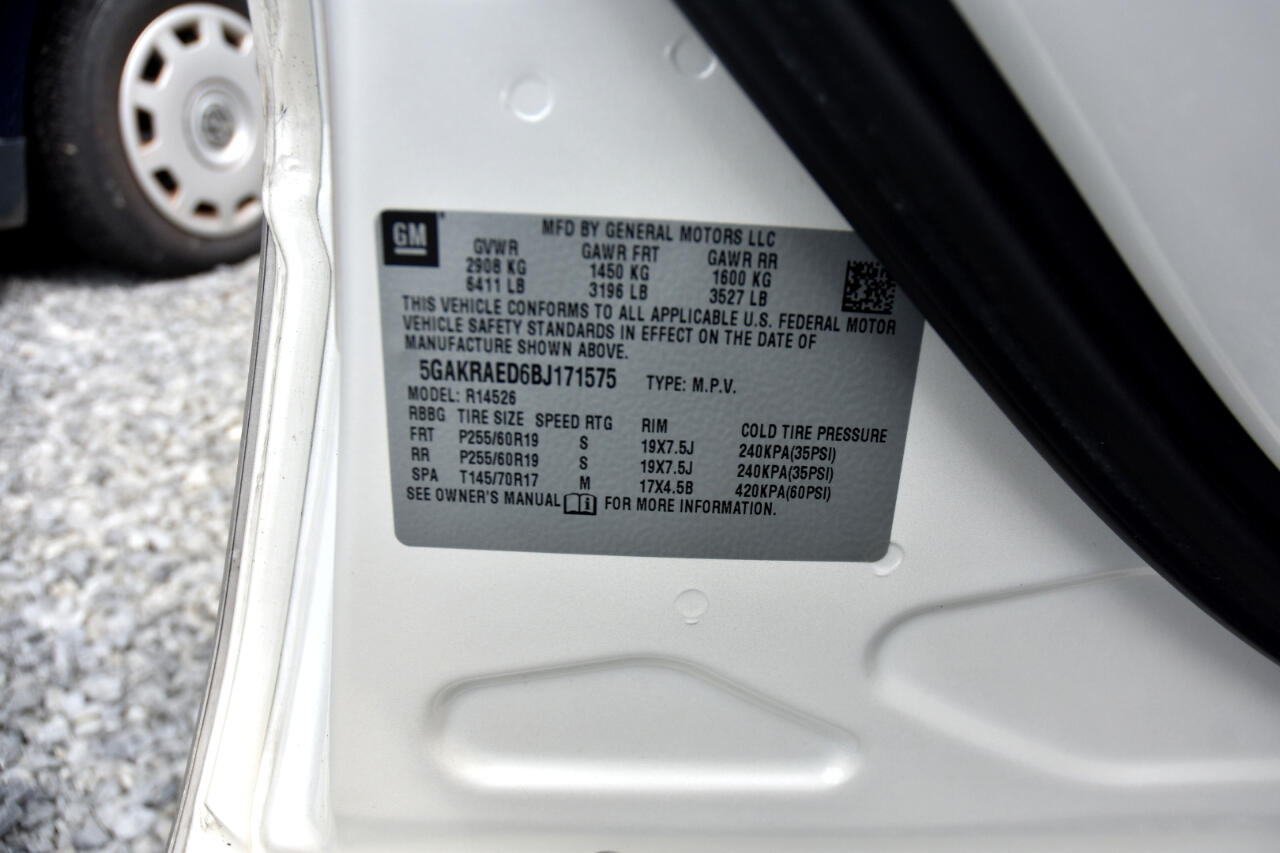 GM
MFD BY GENERAL MOTORS LLC
GVWR GAWR FRT GAWR RR
2908 KG 1450 KG 1600 KG
6411 LB 3196 LB 3527 LB
THIS VEHICLE CONFORMS TO ALL APPLICABLE U.S. FEDERAL MOTOR
VEHICLE SAFETY STANDARDS IN EFFECT ON THE DATE OF
MANUFACTURE SHOWN ABOVE.
5GAKRAED6BJ171575 TYPE: M.P.V.
MODEL: R14526
RBBG TIRE SIZE SPEED RTG RIM COLD TIRE PRESSURE
FRT P255/60R19 S 19X7.5J 240KPA(35PSI)
RR P255/60R19 S 19X7.5J 240KPA(35PSI)
SPA T145/70R17 M 17X4.5B 420KPA(60PSI)
SEE OWNER'S MANUAL i FOR MORE INFORMATION.